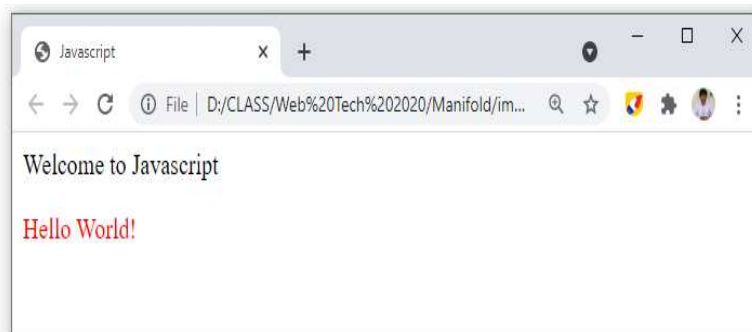 Javascript
File | D:/CLASS/Web%20Tech%202020/Manifold/im...
Welcome to Javascript
Hello World!